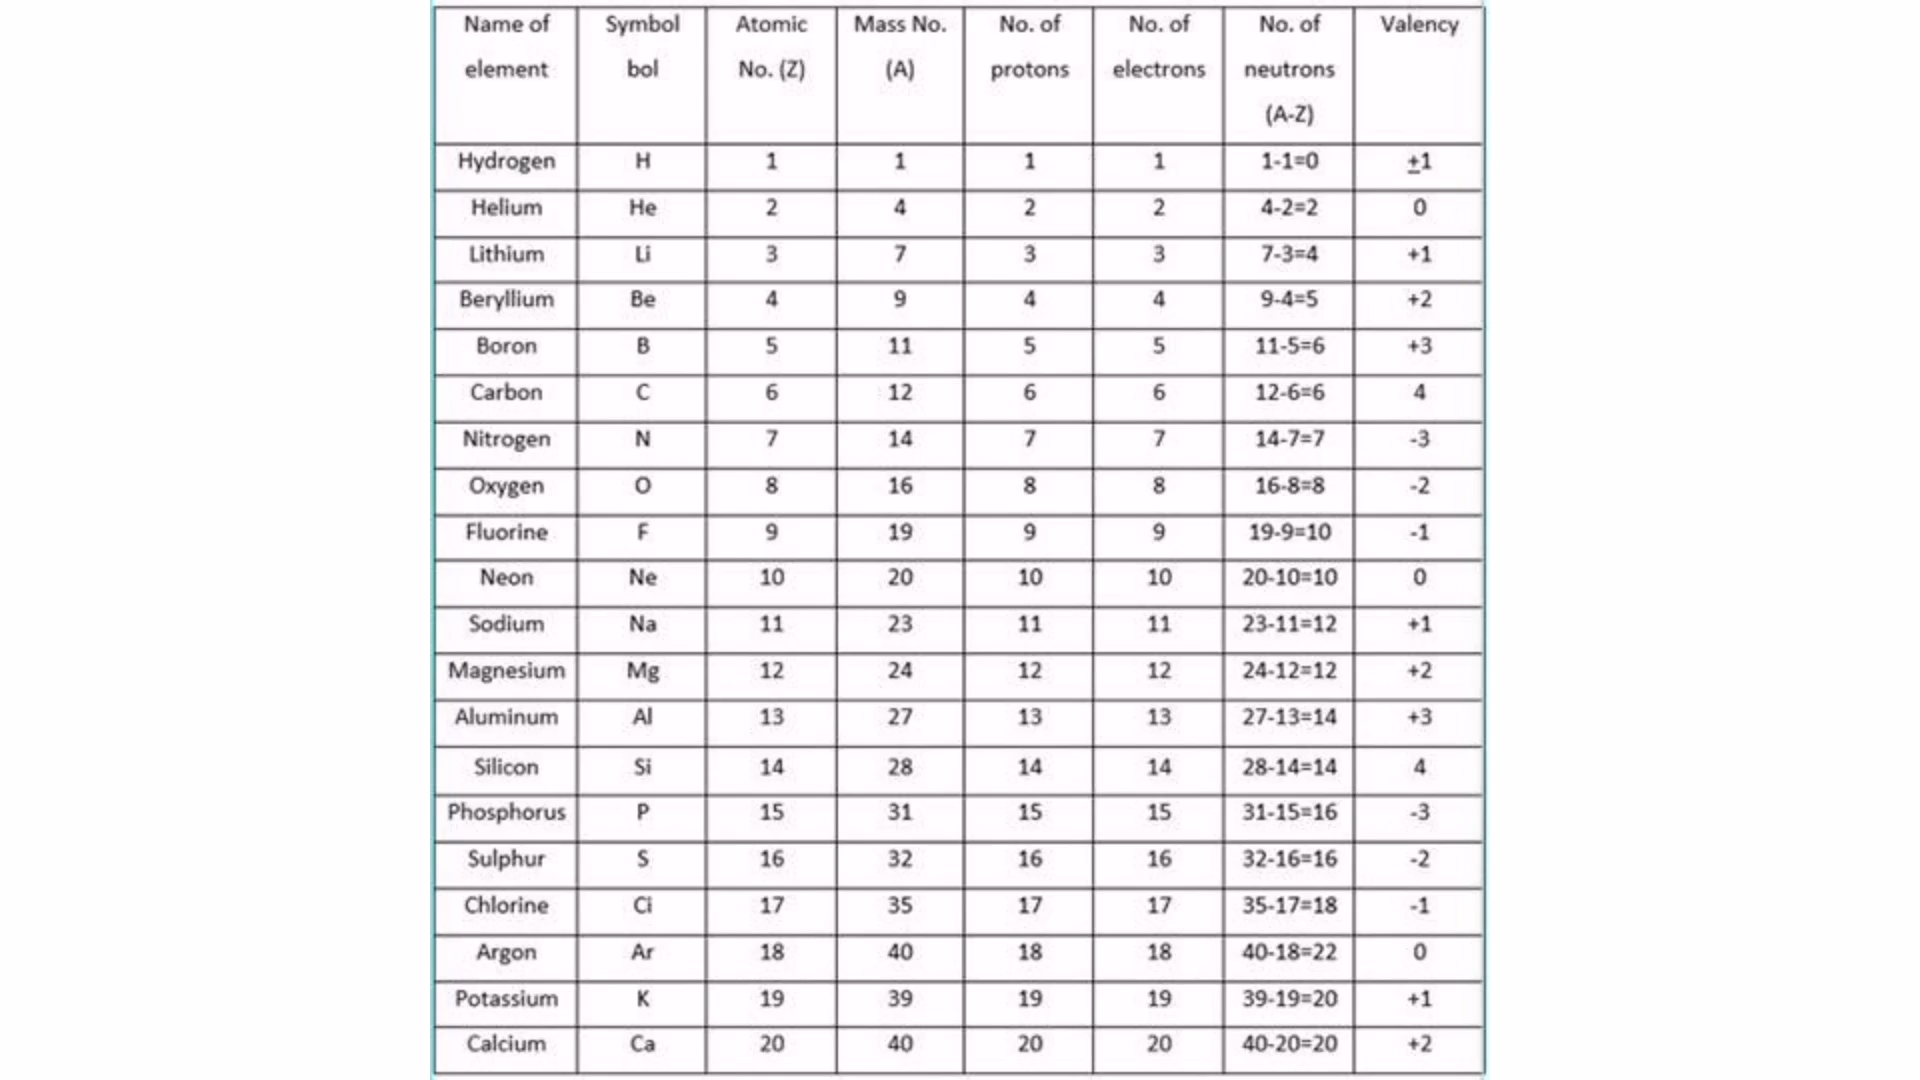 Name of element Symbol bol Atomic No. (Z) Mass No. (A) No. of protons No. of electrons No. of neutrons (A-Z) Valency
Hydrogen H 1 1 1 1 1-1=0 ±1
Helium He 2 4 2 2 4-2=2 0
Lithium Li 3 7 3 3 7-3=4 +1
Beryllium Be 4 9 4 4 9-4=5 +2
Boron B 5 11 5 5 11-5=6 +3
Carbon C 6 12 6 6 12-6=6 4
Nitrogen N 7 14 7 7 14-7=7 -3
Oxygen O 8 16 8 8 16-8=8 -2
Fluorine F 9 19 9 9 19-9=10 -1
Neon Ne 10 20 10 10 20-10=10 0
Sodium Na 11 23 11 11 23-11=12 +1
Magnesium Mg 12 24 12 12 24-12=12 +2
Aluminum Al 13 27 13 13 27-13=14 +3
Silicon Si 14 28 14 14 28-14=14 4
Phosphorus P 15 31 15 15 31-15=16 -3
Sulphur S 16 32 16 16 32-16=16 -2
Chlorine Ci 17 35 17 17 35-17=18 -1
Argon Ar 18 40 18 18 40-18=22 0
Potassium K 19 39 19 19 39-19=20 +1
Calcium Ca 20 40 20 20 40-20=20 +2